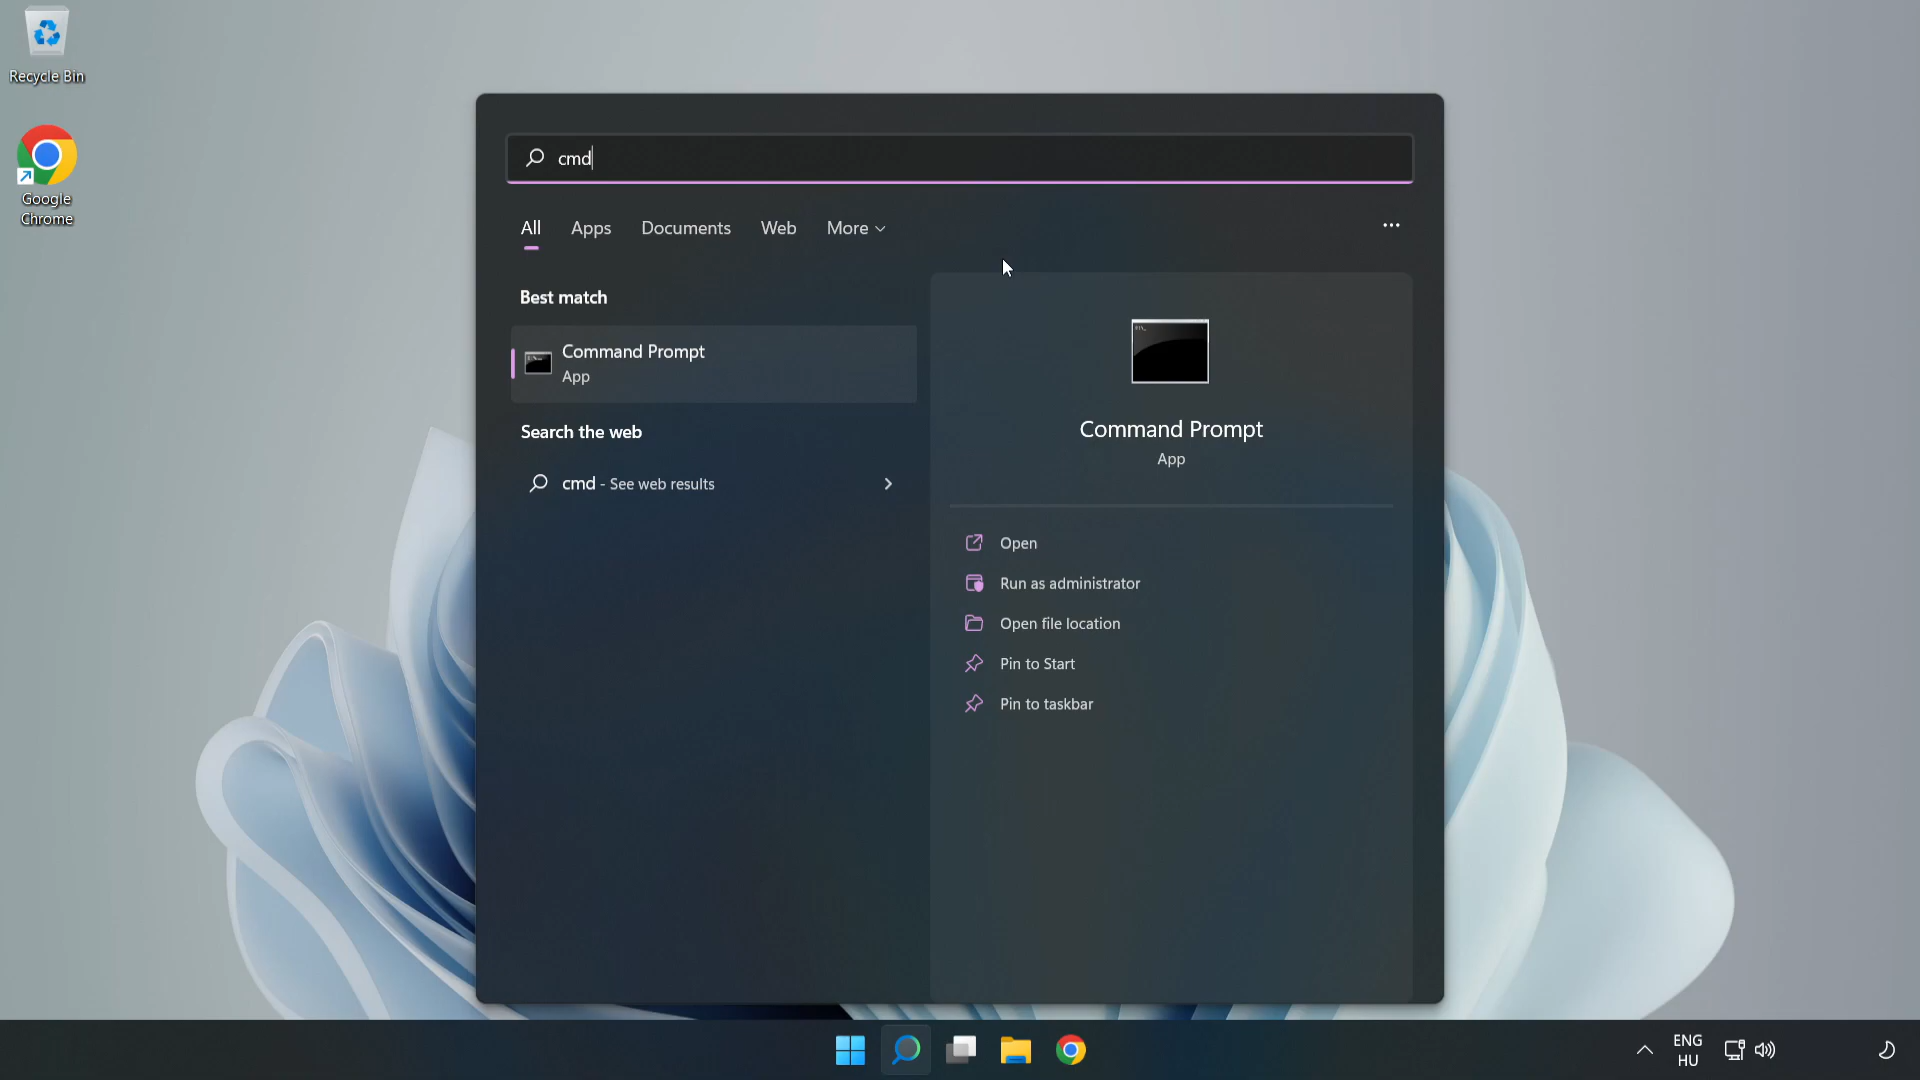 Recycle Bin
Google
Chrome
cmd
All
Apps
Documents
Web
More
Best match
Command Prompt
App
Search the web
cmd - See web results
Command Prompt
App
Open
Run as administrator
Open file location
Pin to Start
Pin to taskbar
ENG
HU